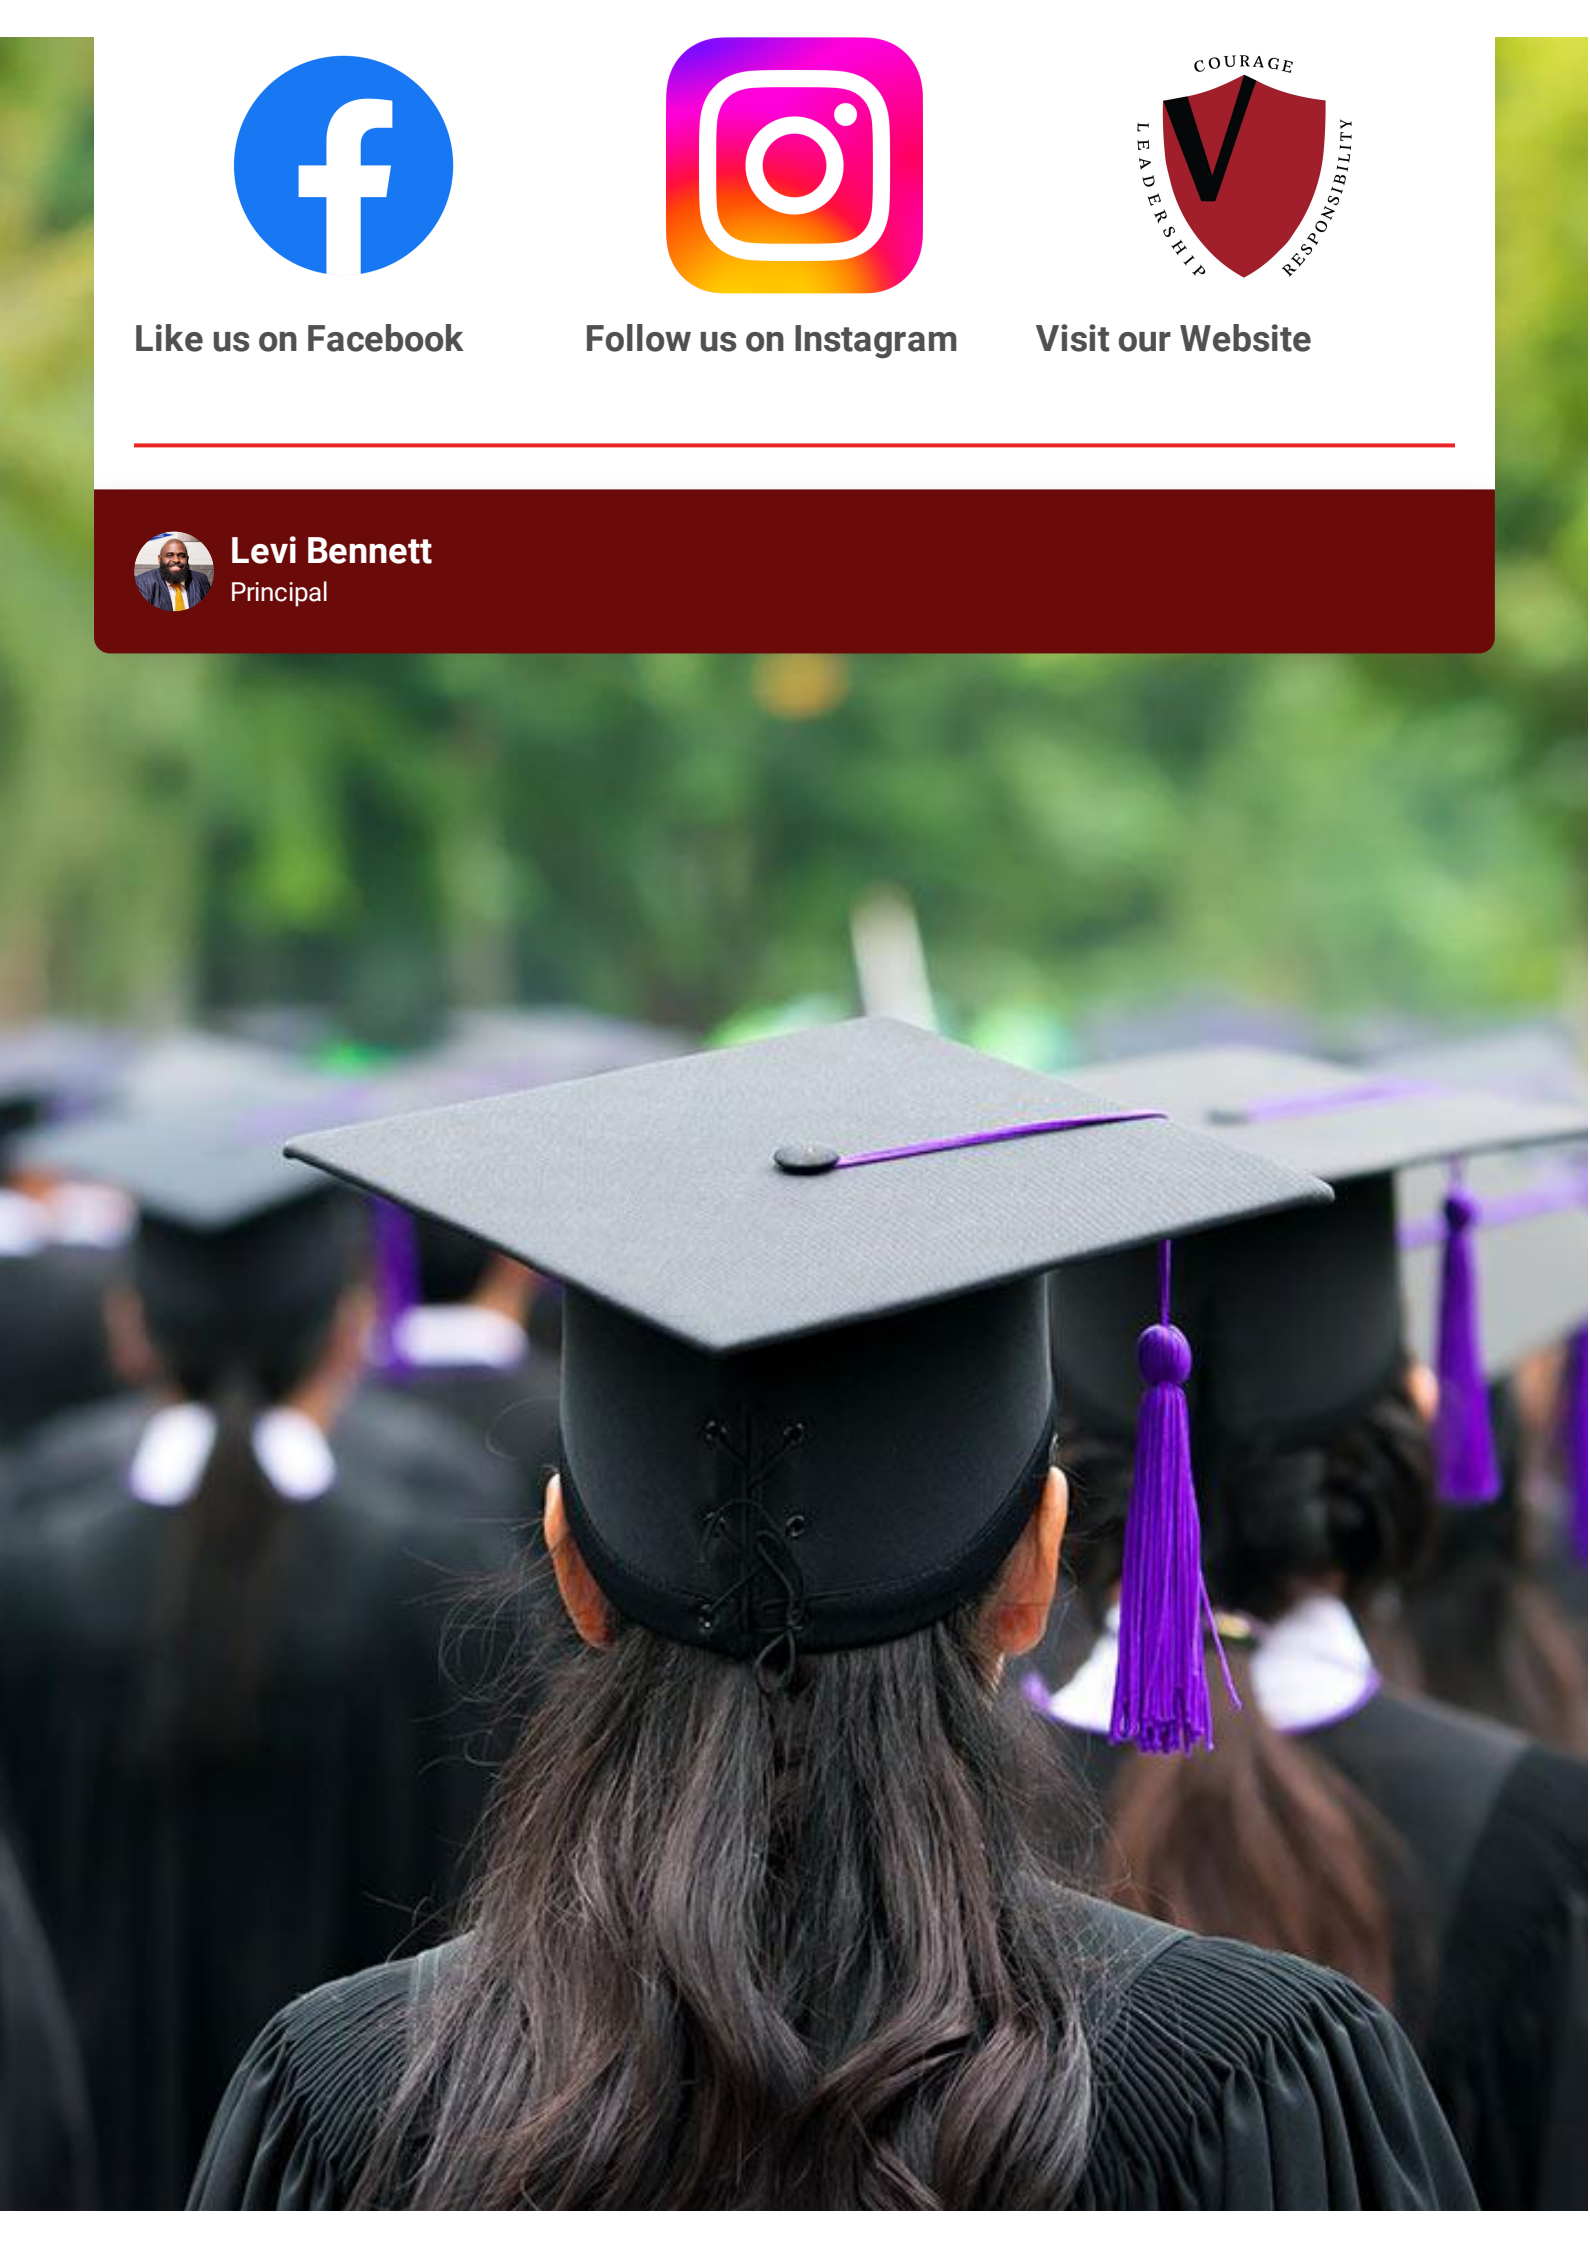 COURAGE
LEADERSHIP
RESPONSIBILITY
Like us on Facebook
Follow us on Instagram
Visit our Website
Levi Bennett
Principal